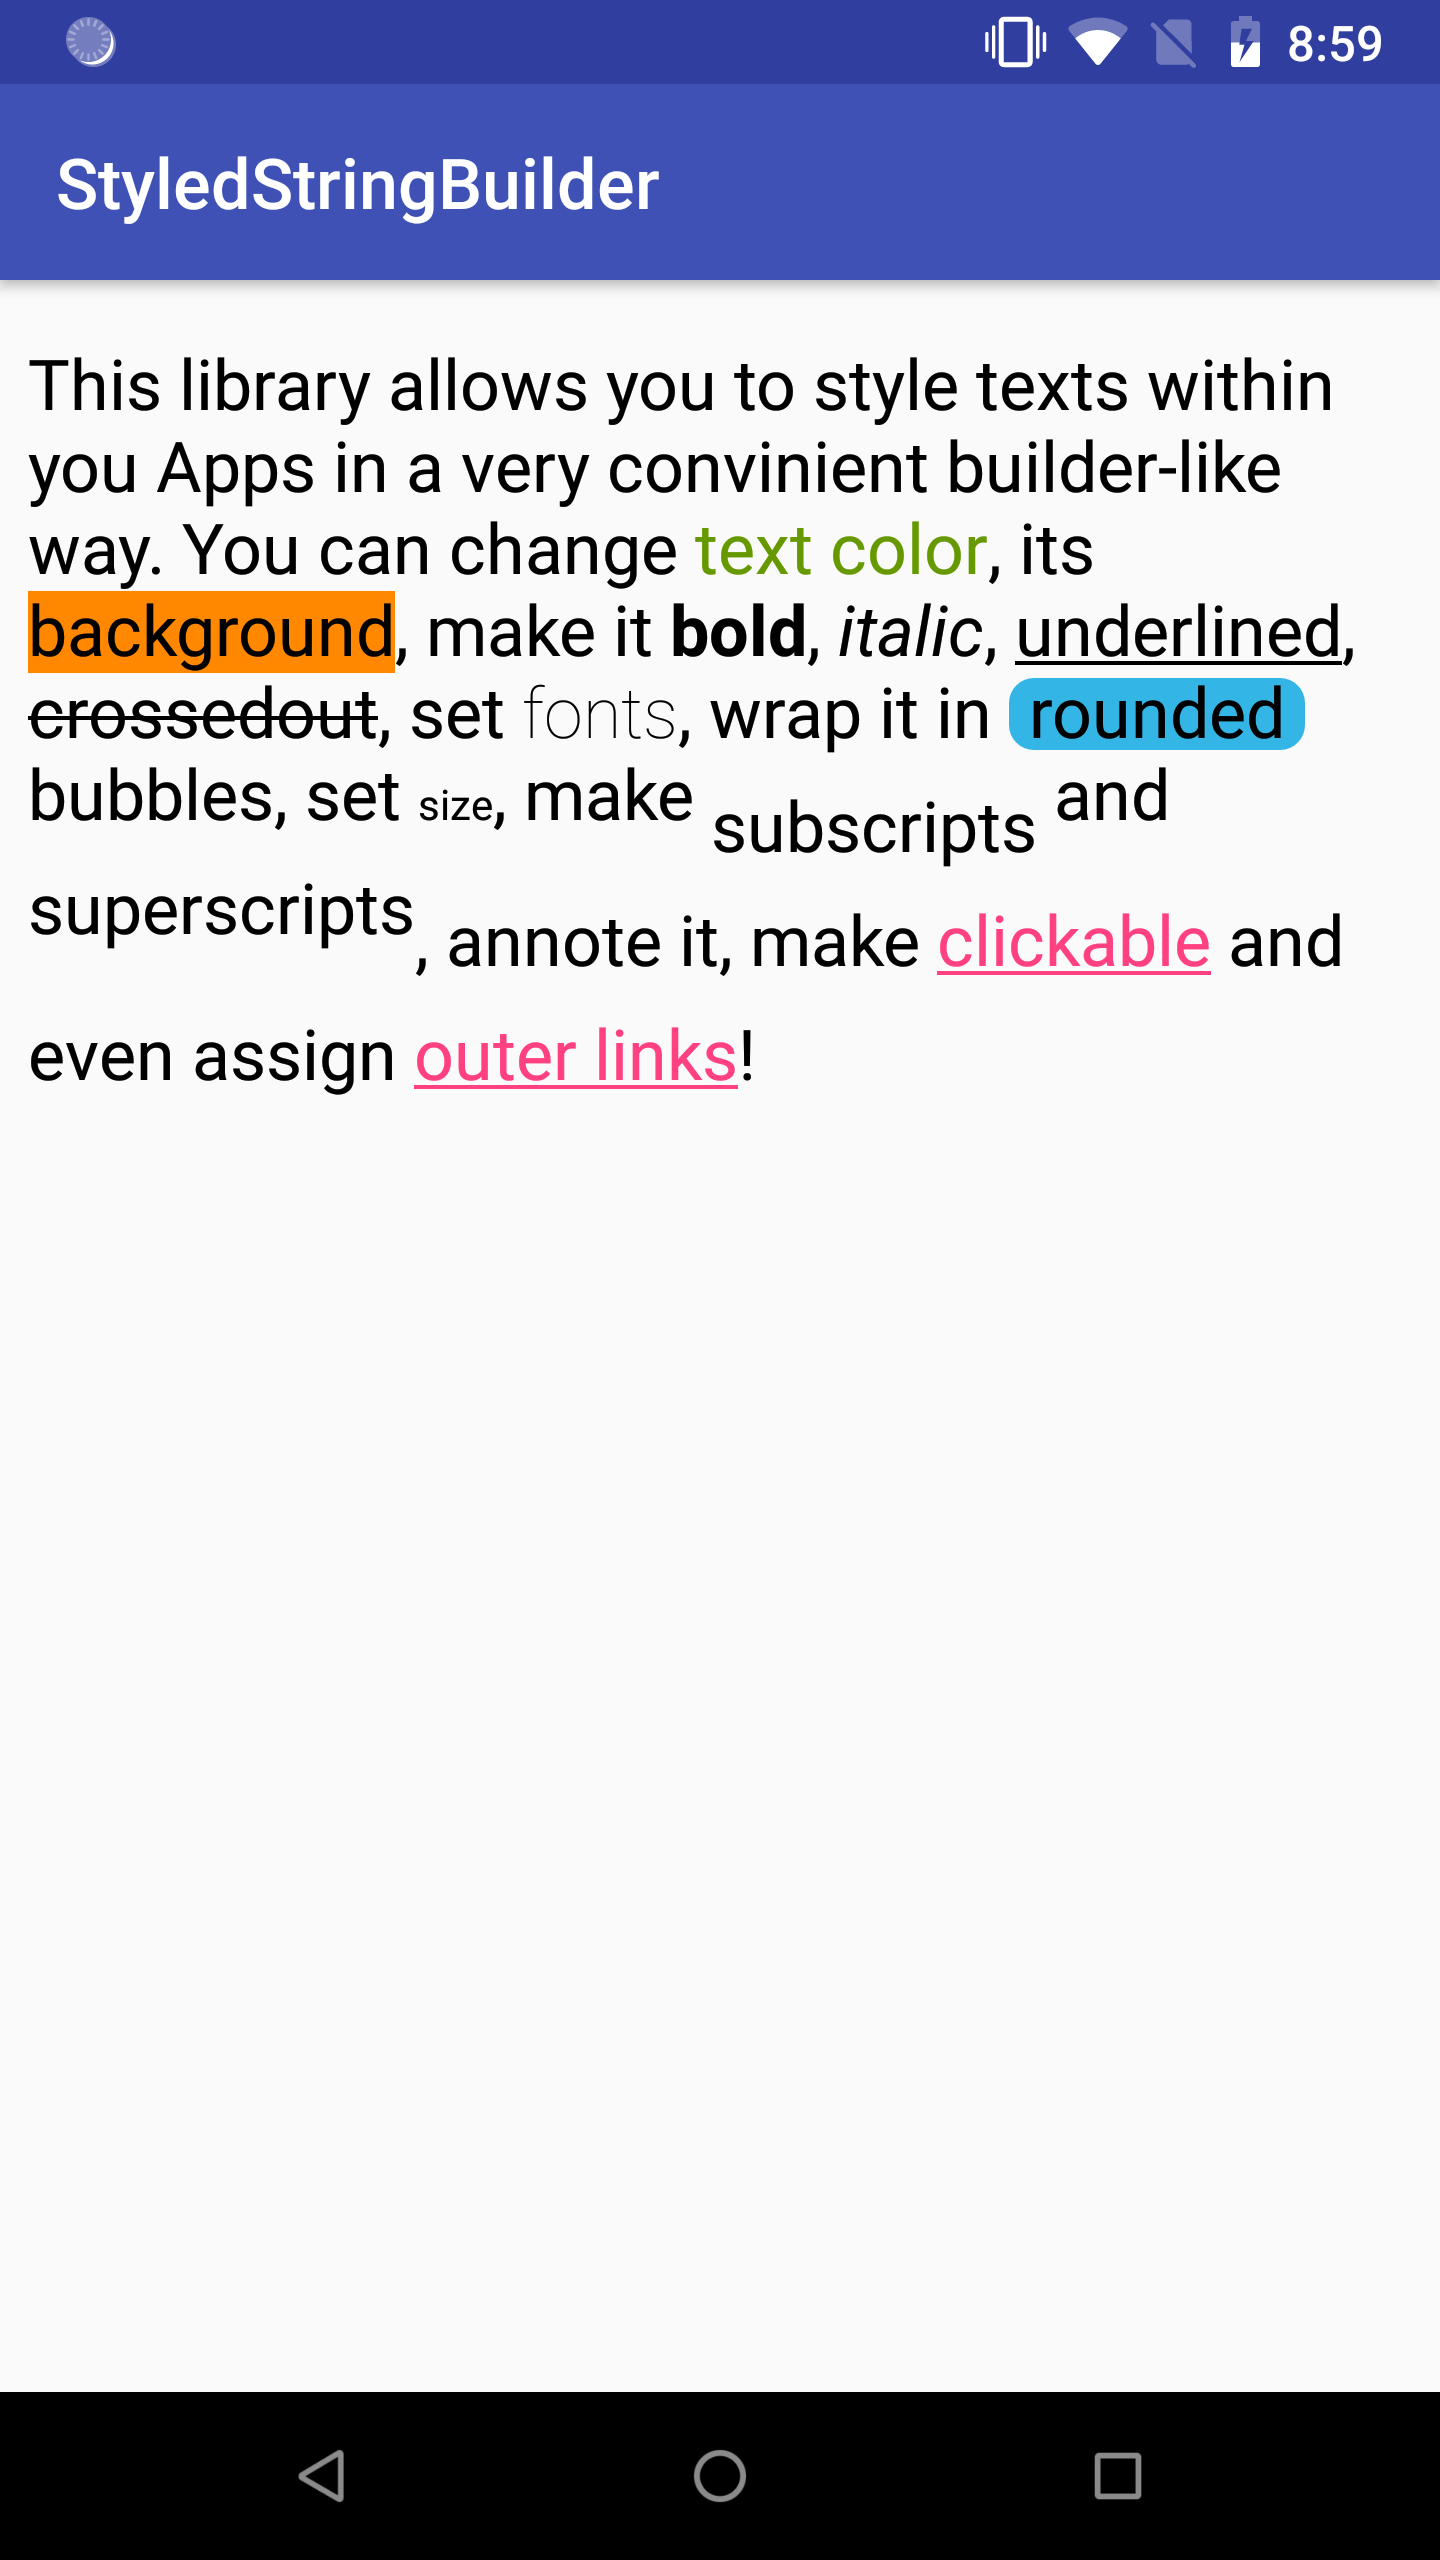 8:59
StyledStringBuilder
This library allows you to style texts within
you Apps in a very convinient builder-like
way. You can change text color, its
background, make it bold, italic, underlined,
crossedout, set fonts, wrap it in rounded
bubbles, set size, make subscripts and
superscripts, annote it, make clickable and
even assign outer links!